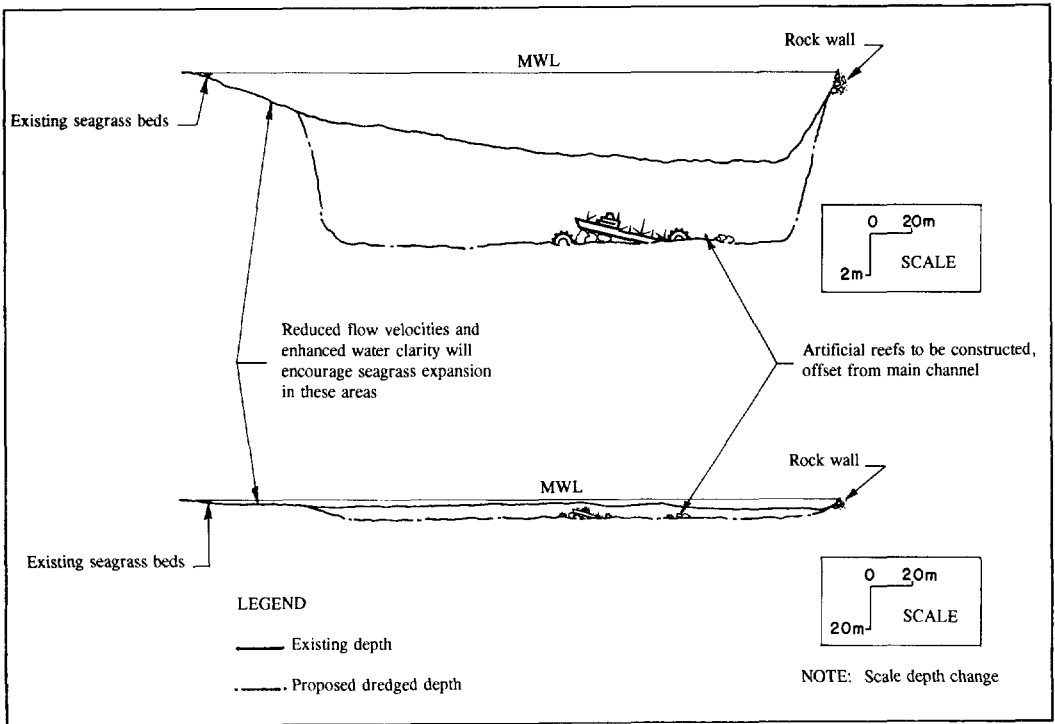 Rock wall
MWL
Existing seagrass beds
0 20m
2m
SCALE
Reduced flow velocities and
enhanced water clarity will
encourage seagrass expansion
in these areas
Artificial reefs to be constructed,
offset from main channel
Rock wall
MWL
Existing seagrass beds
0 20m
20m
SCALE
LEGEND
Existing depth
Proposed dredged depth
NOTE: Scale depth change